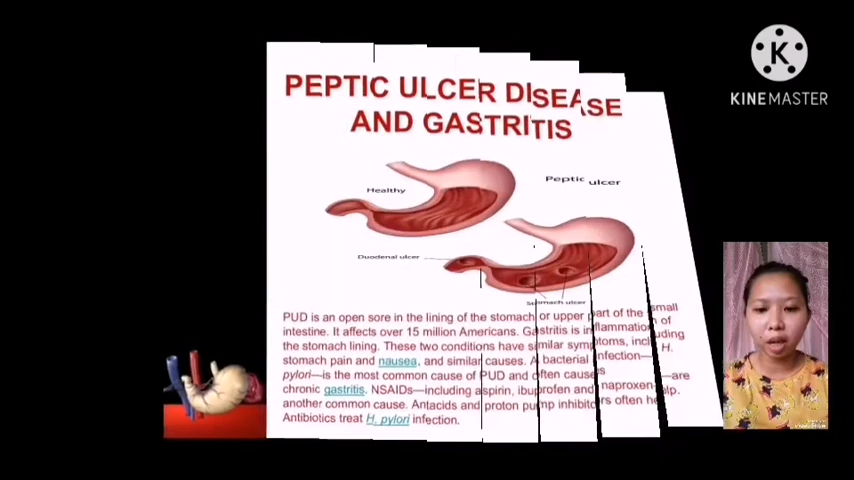 PEPTIC ULCER DISEASE
AND GASTRITIS
Healthy
Peptic ulcer
Duodenal ulcer
Stomach ulcer
PUD is an open sore in the lining of the stomach or upper part of the small
intestine. It affects over 15 million Americans. Gastritis is inflammation of
the stomach lining. These two conditions have similar symptoms, including
stomach pain and nausea, and similar causes. A bacterial infection—H.
pylori—is the most common cause of PUD and often causes
chronic gastritis. NSAIDs—including aspirin, ibuprofen and naproxen—are
another common cause. Antacids and proton pump inhibitors often help.
Antibiotics treat H. pylori infection.
KINEMASTER